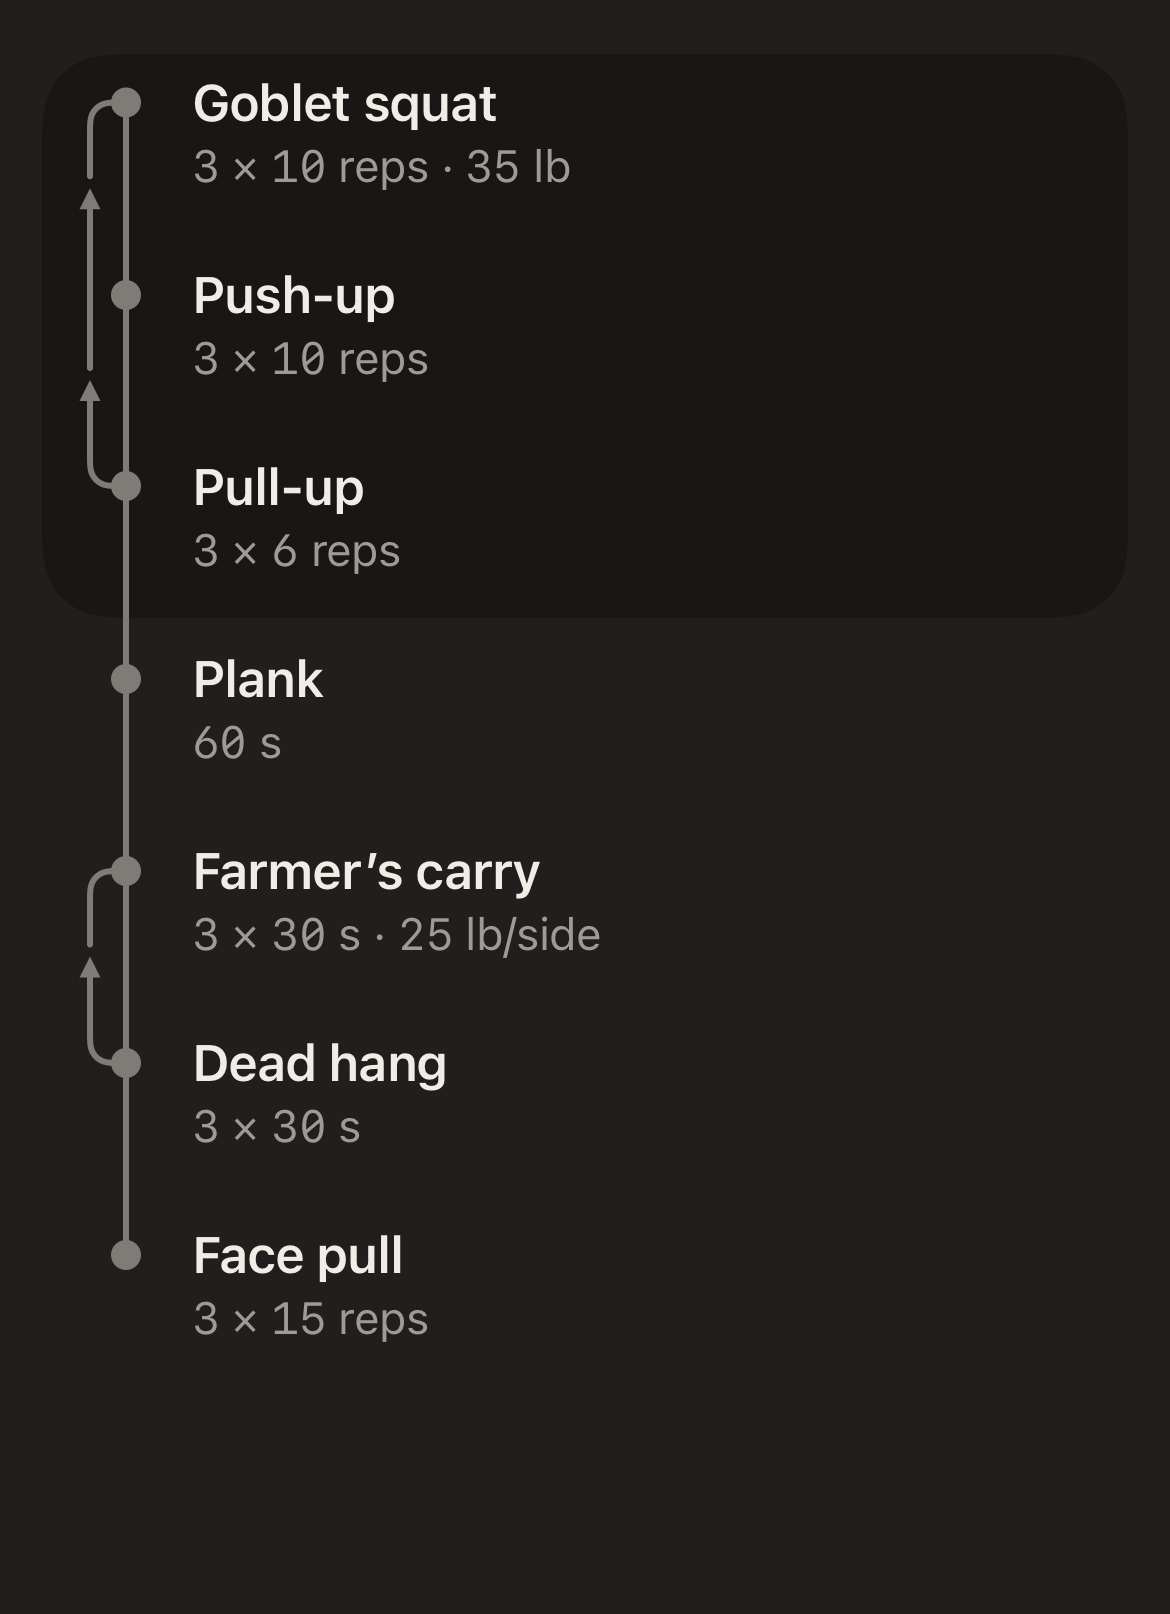 Goblet squat
3 × 10 reps · 35 lb
Push-up
3 × 10 reps
Pull-up
3 × 6 reps
Plank
60 s
Farmer’s carry
3 × 30 s · 25 lb/side
Dead hang
3 × 30 s
Face pull
3 × 15 reps